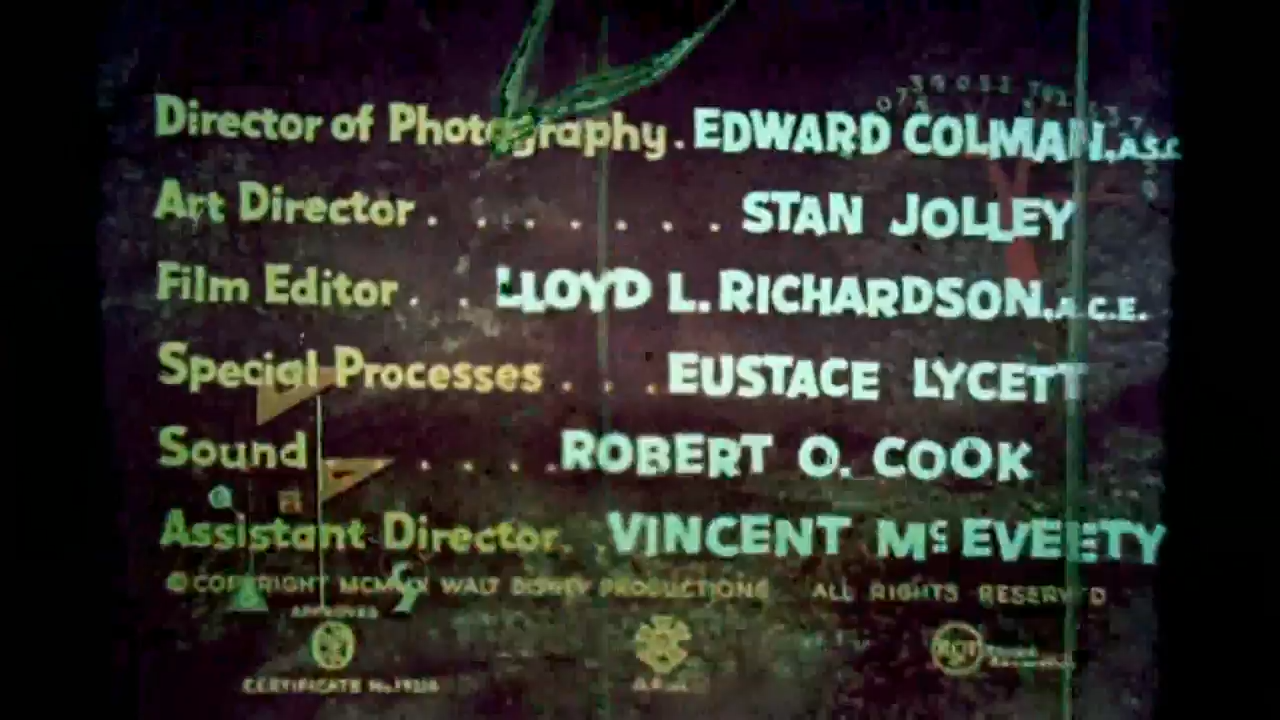 Director of Photography. EDWARD COLMAN, A.S.C
Art Director . . . . . . . STAN JOLLEY
Film Editor . . LLOYD L. RICHARDSON, A.C.E.
Special Processes . . . EUSTACE LYCETT
Sound . . . . ROBERT O. COOK
Assistant Director. . VINCENT McEVEETY
© COPYRIGHT WALT DISNEY PRODUCTIONS ALL RIGHTS RESERVED
APPROVED
CERTIFICATE No.